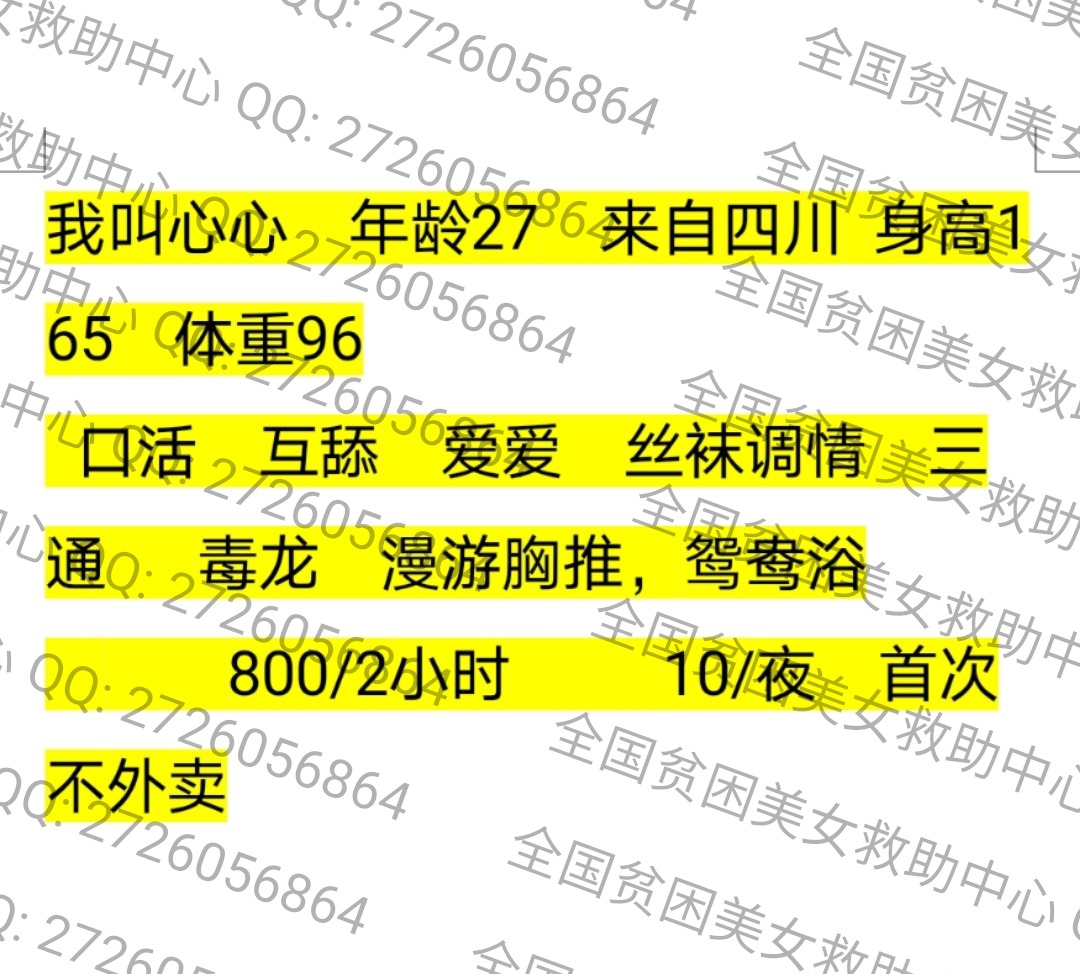 我叫心心 年龄27 来自四川 身高1
65 体重96
口活 互舔 爱爱 丝袜调情 三
通 毒龙 漫游胸推，鸳鸯浴
800/2小时 10/夜 首次
不外卖
全国贫困美女救助中心 QQ: 2726056864